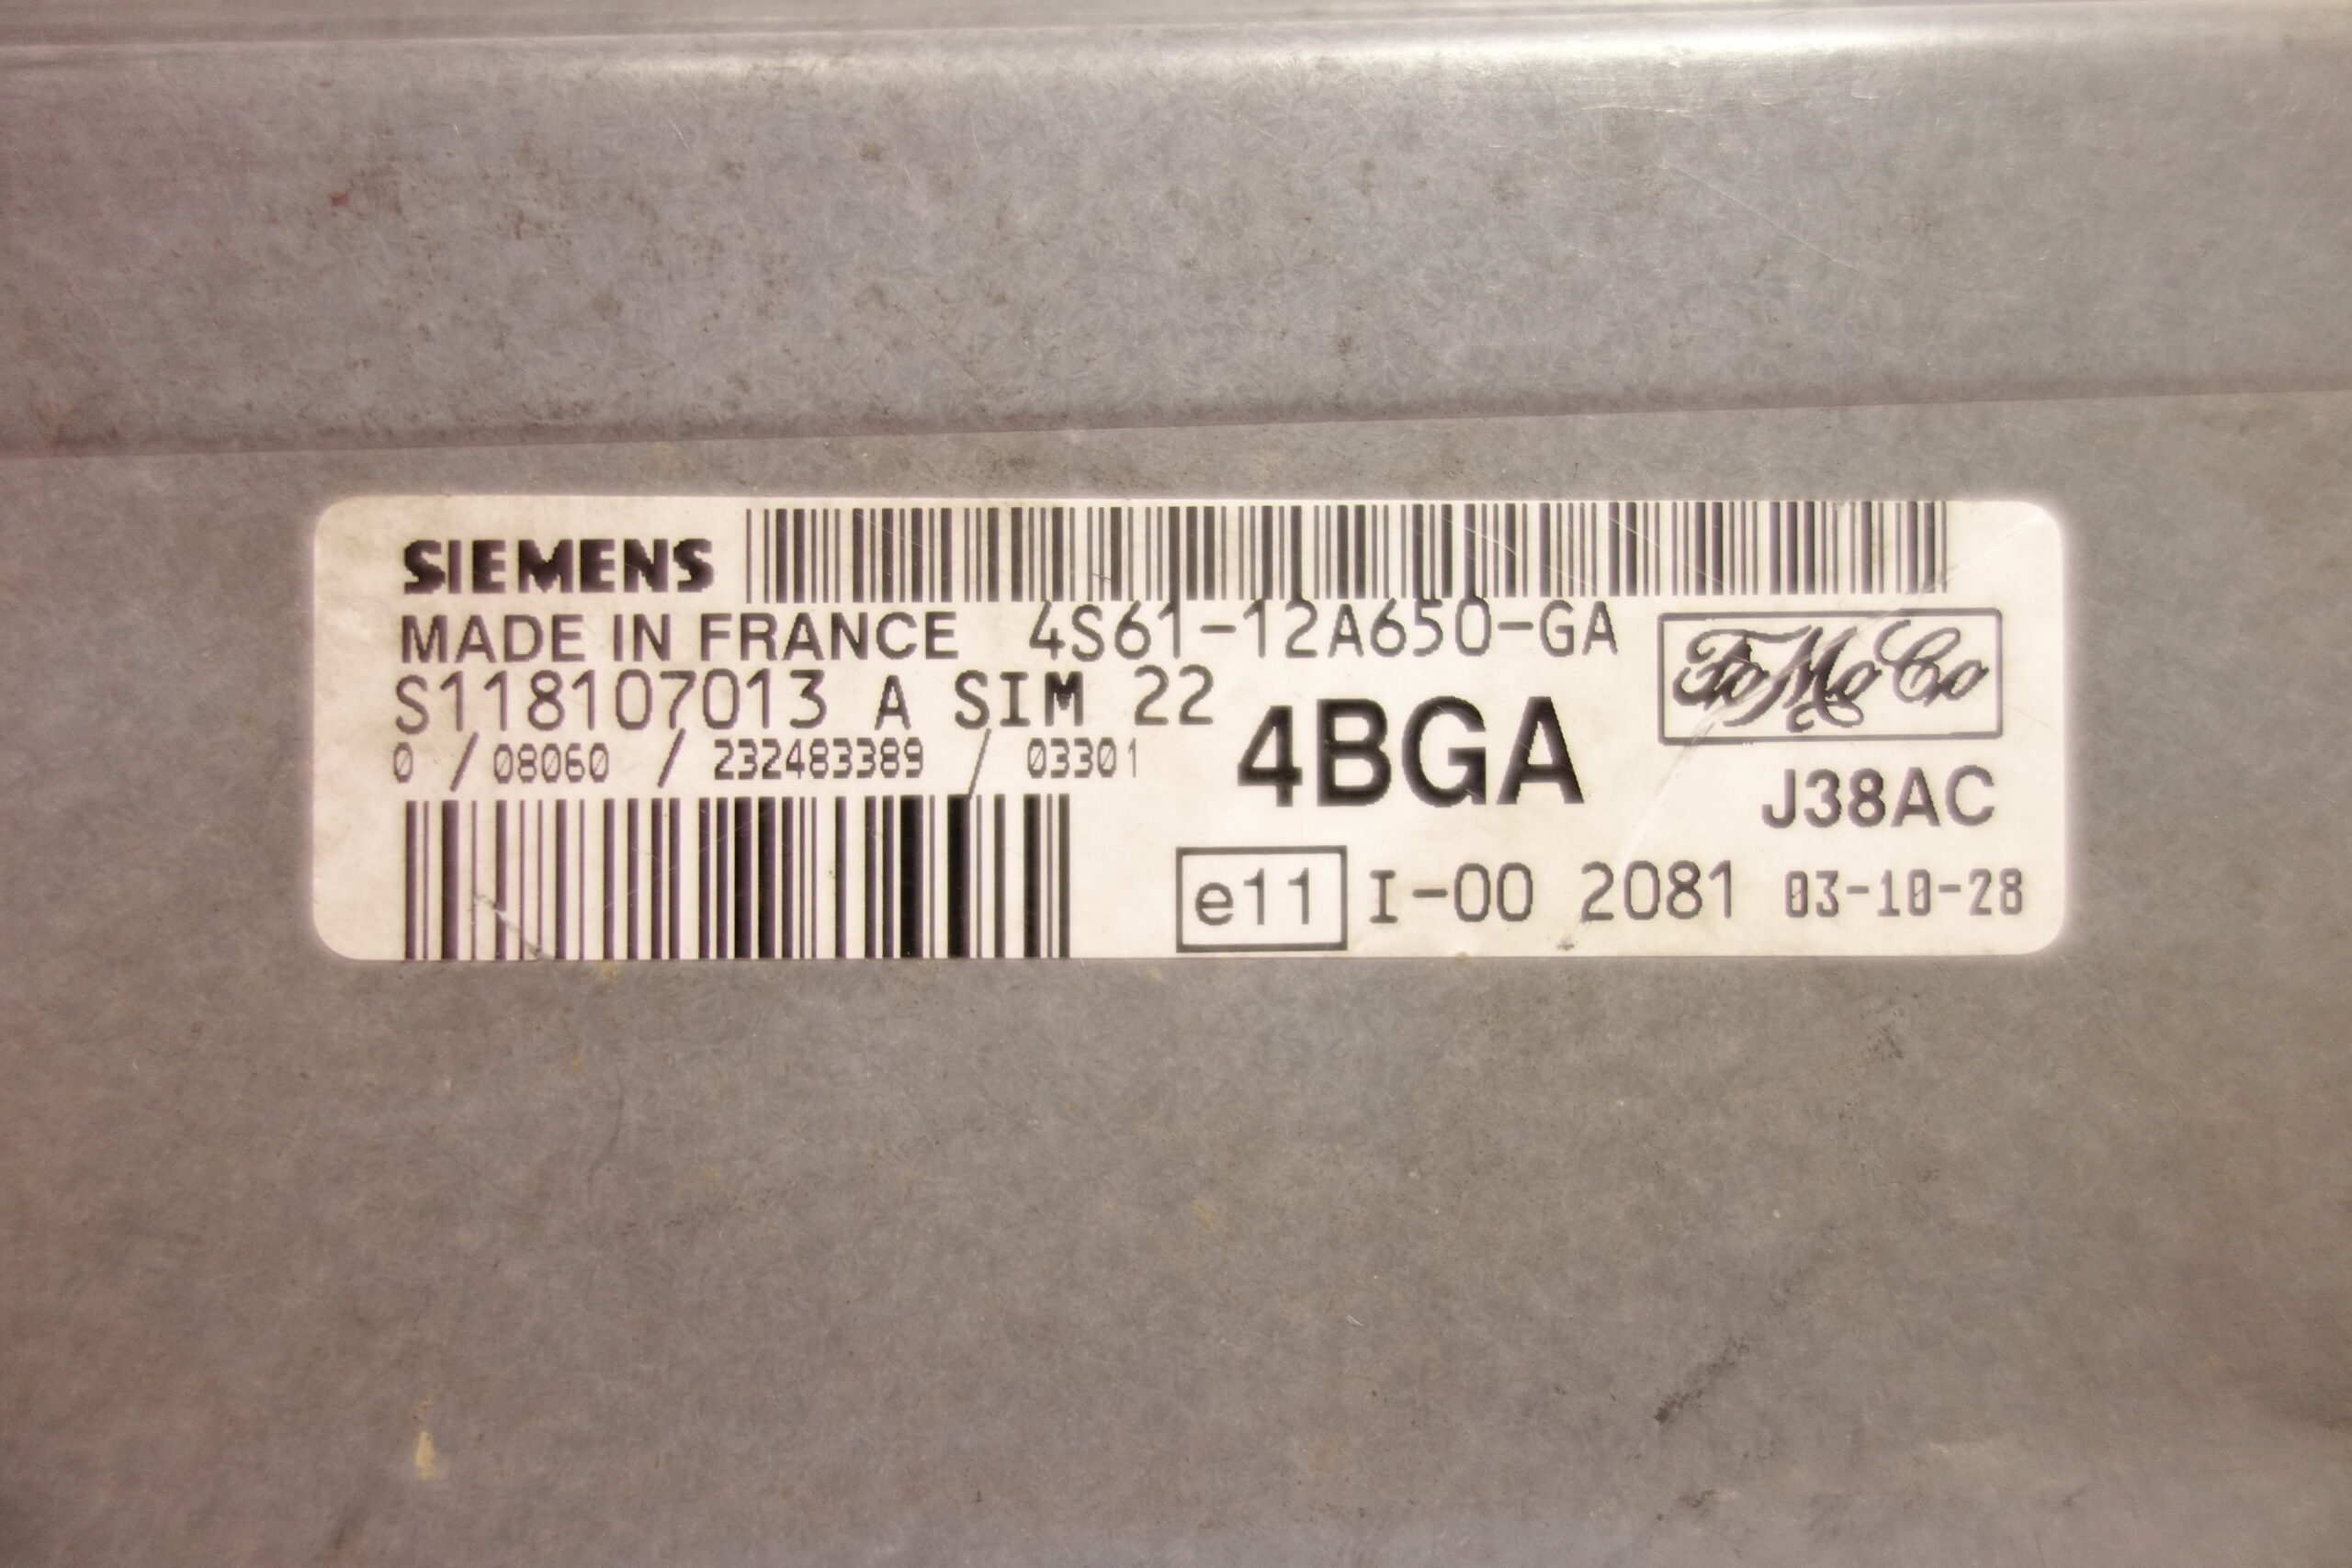 SIEMENS
MADE IN FRANCE 4S61-12A650-GA
FoMoCo
S118107013 A SIM 22
0 / 08060 / 232483389 / 03301
4BGA
J38AC
e11 I-00 2081 03-10-28